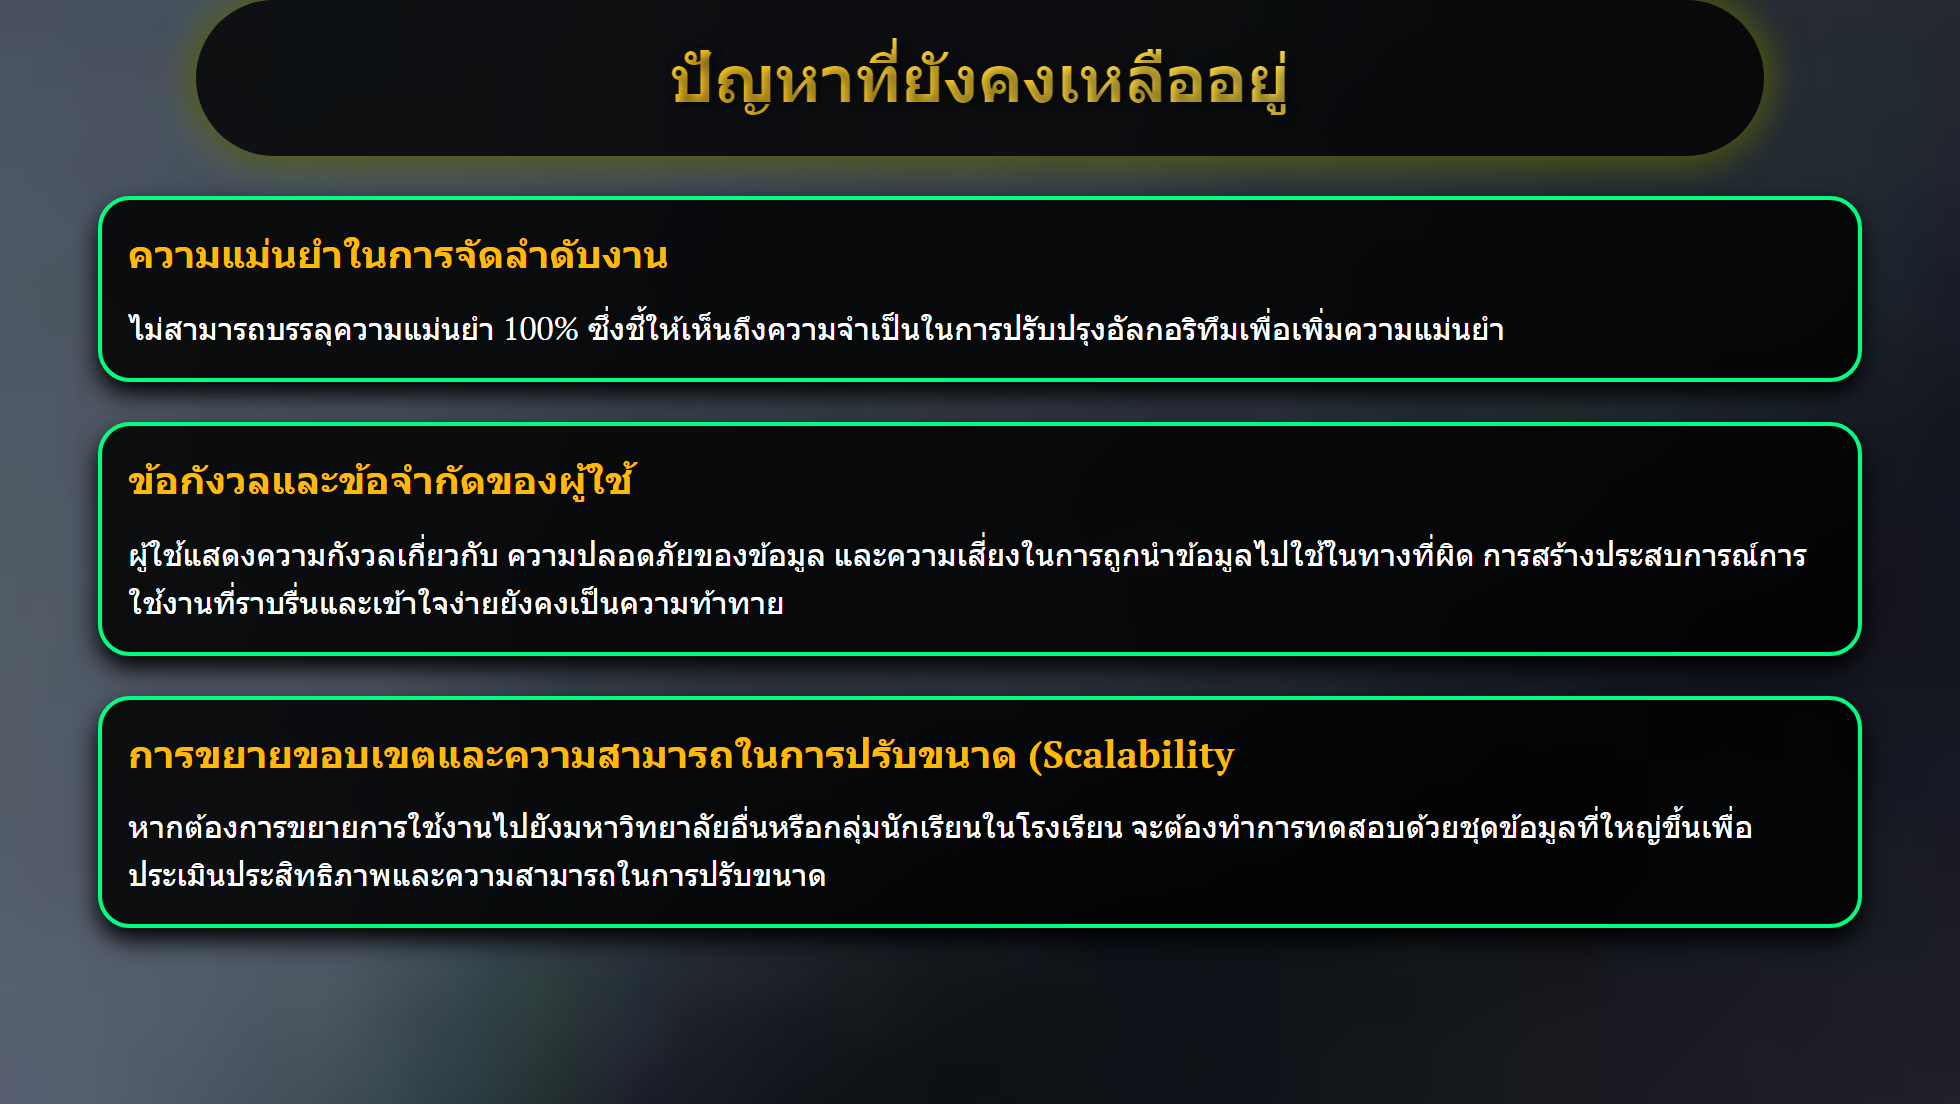 ปัญหาที่ยังคงเหลืออยู่
ความแม่นยำในการจัดลำดับงาน
ไม่สามารถบรรลุความแม่นยำ 100% ซึ่งชี้ให้เห็นถึงความจำเป็นในการปรับปรุงอัลกอริทึมเพื่อเพิ่มความแม่นยำ
ข้อกังวลและข้อจำกัดของผู้ใช้
ผู้ใช้แสดงความกังวลเกี่ยวกับ ความปลอดภัยของข้อมูล และความเสี่ยงในการถูกนำข้อมูลไปใช้ในทางที่ผิด การสร้างประสบการณ์การ
ใช้งานที่ราบรื่นและเข้าใจง่ายยังคงเป็นความท้าทาย
การขยายขอบเขตและความสามารถในการปรับขนาด (Scalability
หากต้องการขยายการใช้งานไปยังมหาวิทยาลัยอื่นหรือกลุ่มนักเรียนในโรงเรียน จะต้องทำการทดสอบด้วยชุดข้อมูลที่ใหญ่ขึ้นเพื่อ
ประเมินประสิทธิภาพและความสามารถในการปรับขนาด